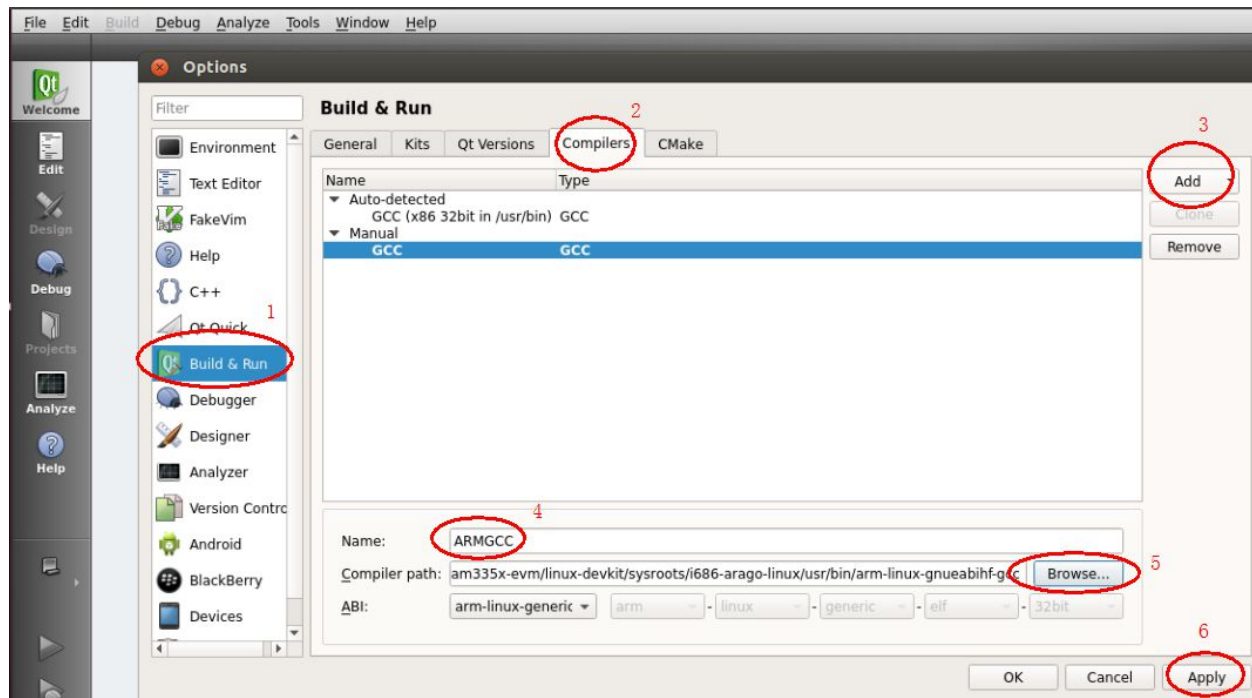 File Edit Build Debug Analyze Tools Window Help
Options
Welcome
Edit
Design
Debug
Projects
Analyze
Help
Filter
Environment
Text Editor
FakeVim
Help
C++
1
Qt Quick
Build & Run
Debugger
Designer
Analyzer
Version Contro
Android
BlackBerry
Devices
Build & Run
2
3
General Kits Qt Versions Compilers CMake
Name Type
Auto-detected
GCC (x86 32bit in /usr/bin) GCC
Manual
GCC GCC
Add
Clone
Remove
4
Name: ARMGCC
5
Compiler path: am335x-evm/linux-devkit/sysroots/i686-arago-linux/usr/bin/arm-linux-gnueabihf-gcc Browse...
ABI: arm-linux-generic arm - linux - generic - elf - 32bit
6
OK Cancel Apply